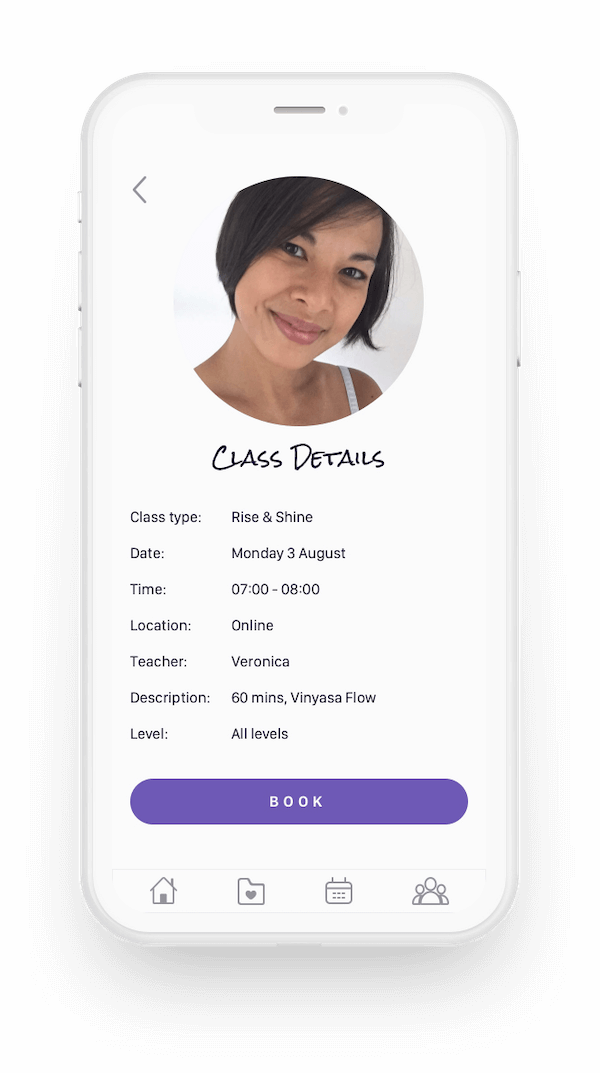 Class Details
Class type: Rise & Shine
Date: Monday 3 August
Time: 07:00 - 08:00
Location: Online
Teacher: Veronica
Description: 60 mins, Vinyasa Flow
Level: All levels
BOOK